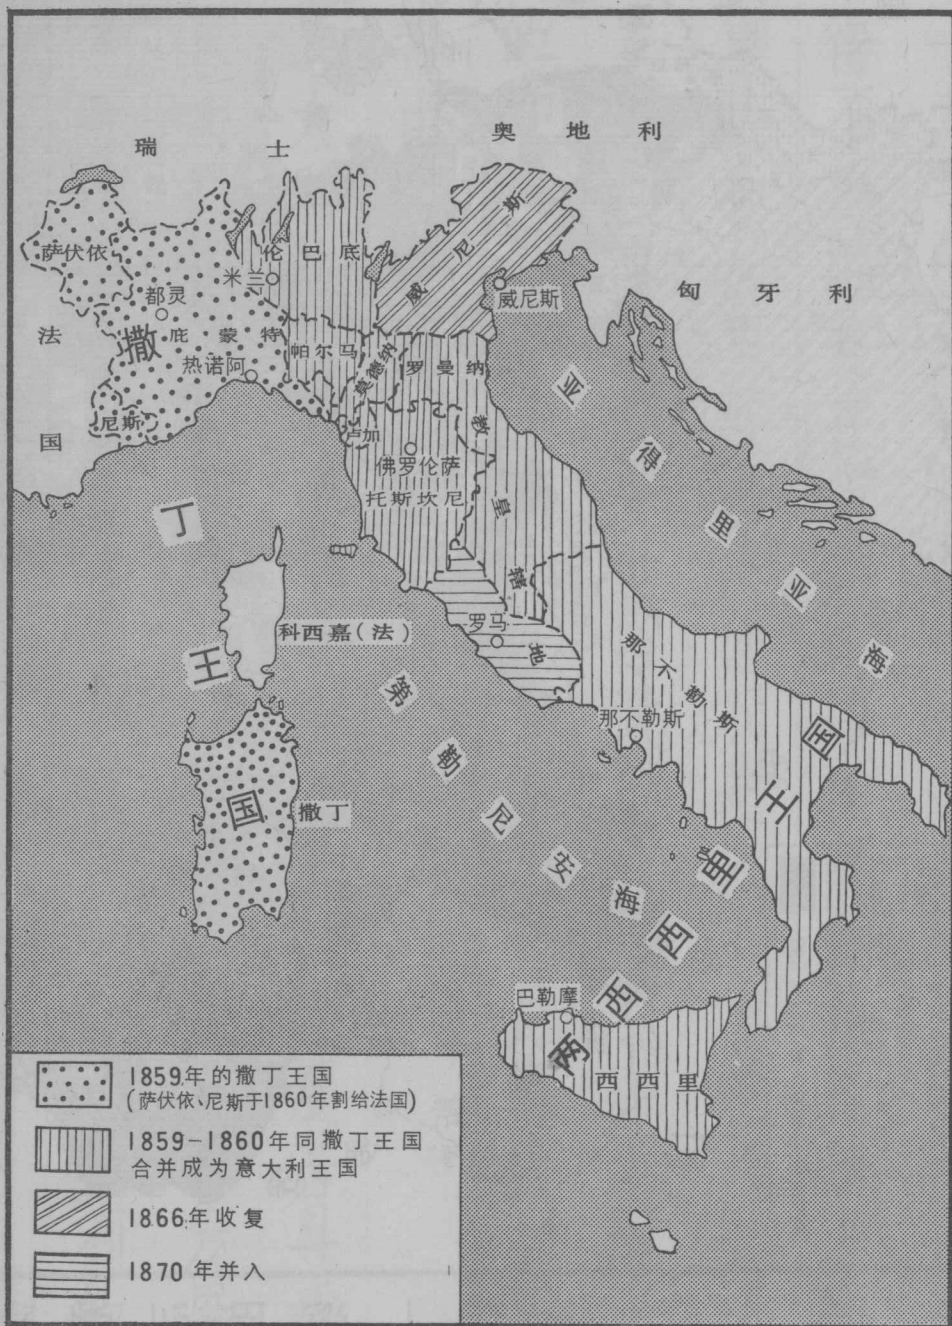 瑞士
奥地利
匈牙利
法国
萨伏依
伦巴底
米兰
威尼斯
威尼斯
都灵
庇蒙特
热诺阿
尼斯
帕尔马
莫德纳
罗曼纳
卢加
佛罗伦萨
托斯坎尼
教皇辖地
罗马
亚得里亚海
撒丁王国
科西嘉(法)
撒丁
第勒尼安海
那不勒斯
那不勒斯
两西西里王国
巴勒摩
西西里
1859年的撒丁王国
(萨伏依、尼斯于1860年割给法国)
1859-1860年同撒丁王国
合并成为意大利王国
1866年收复
1870年并入